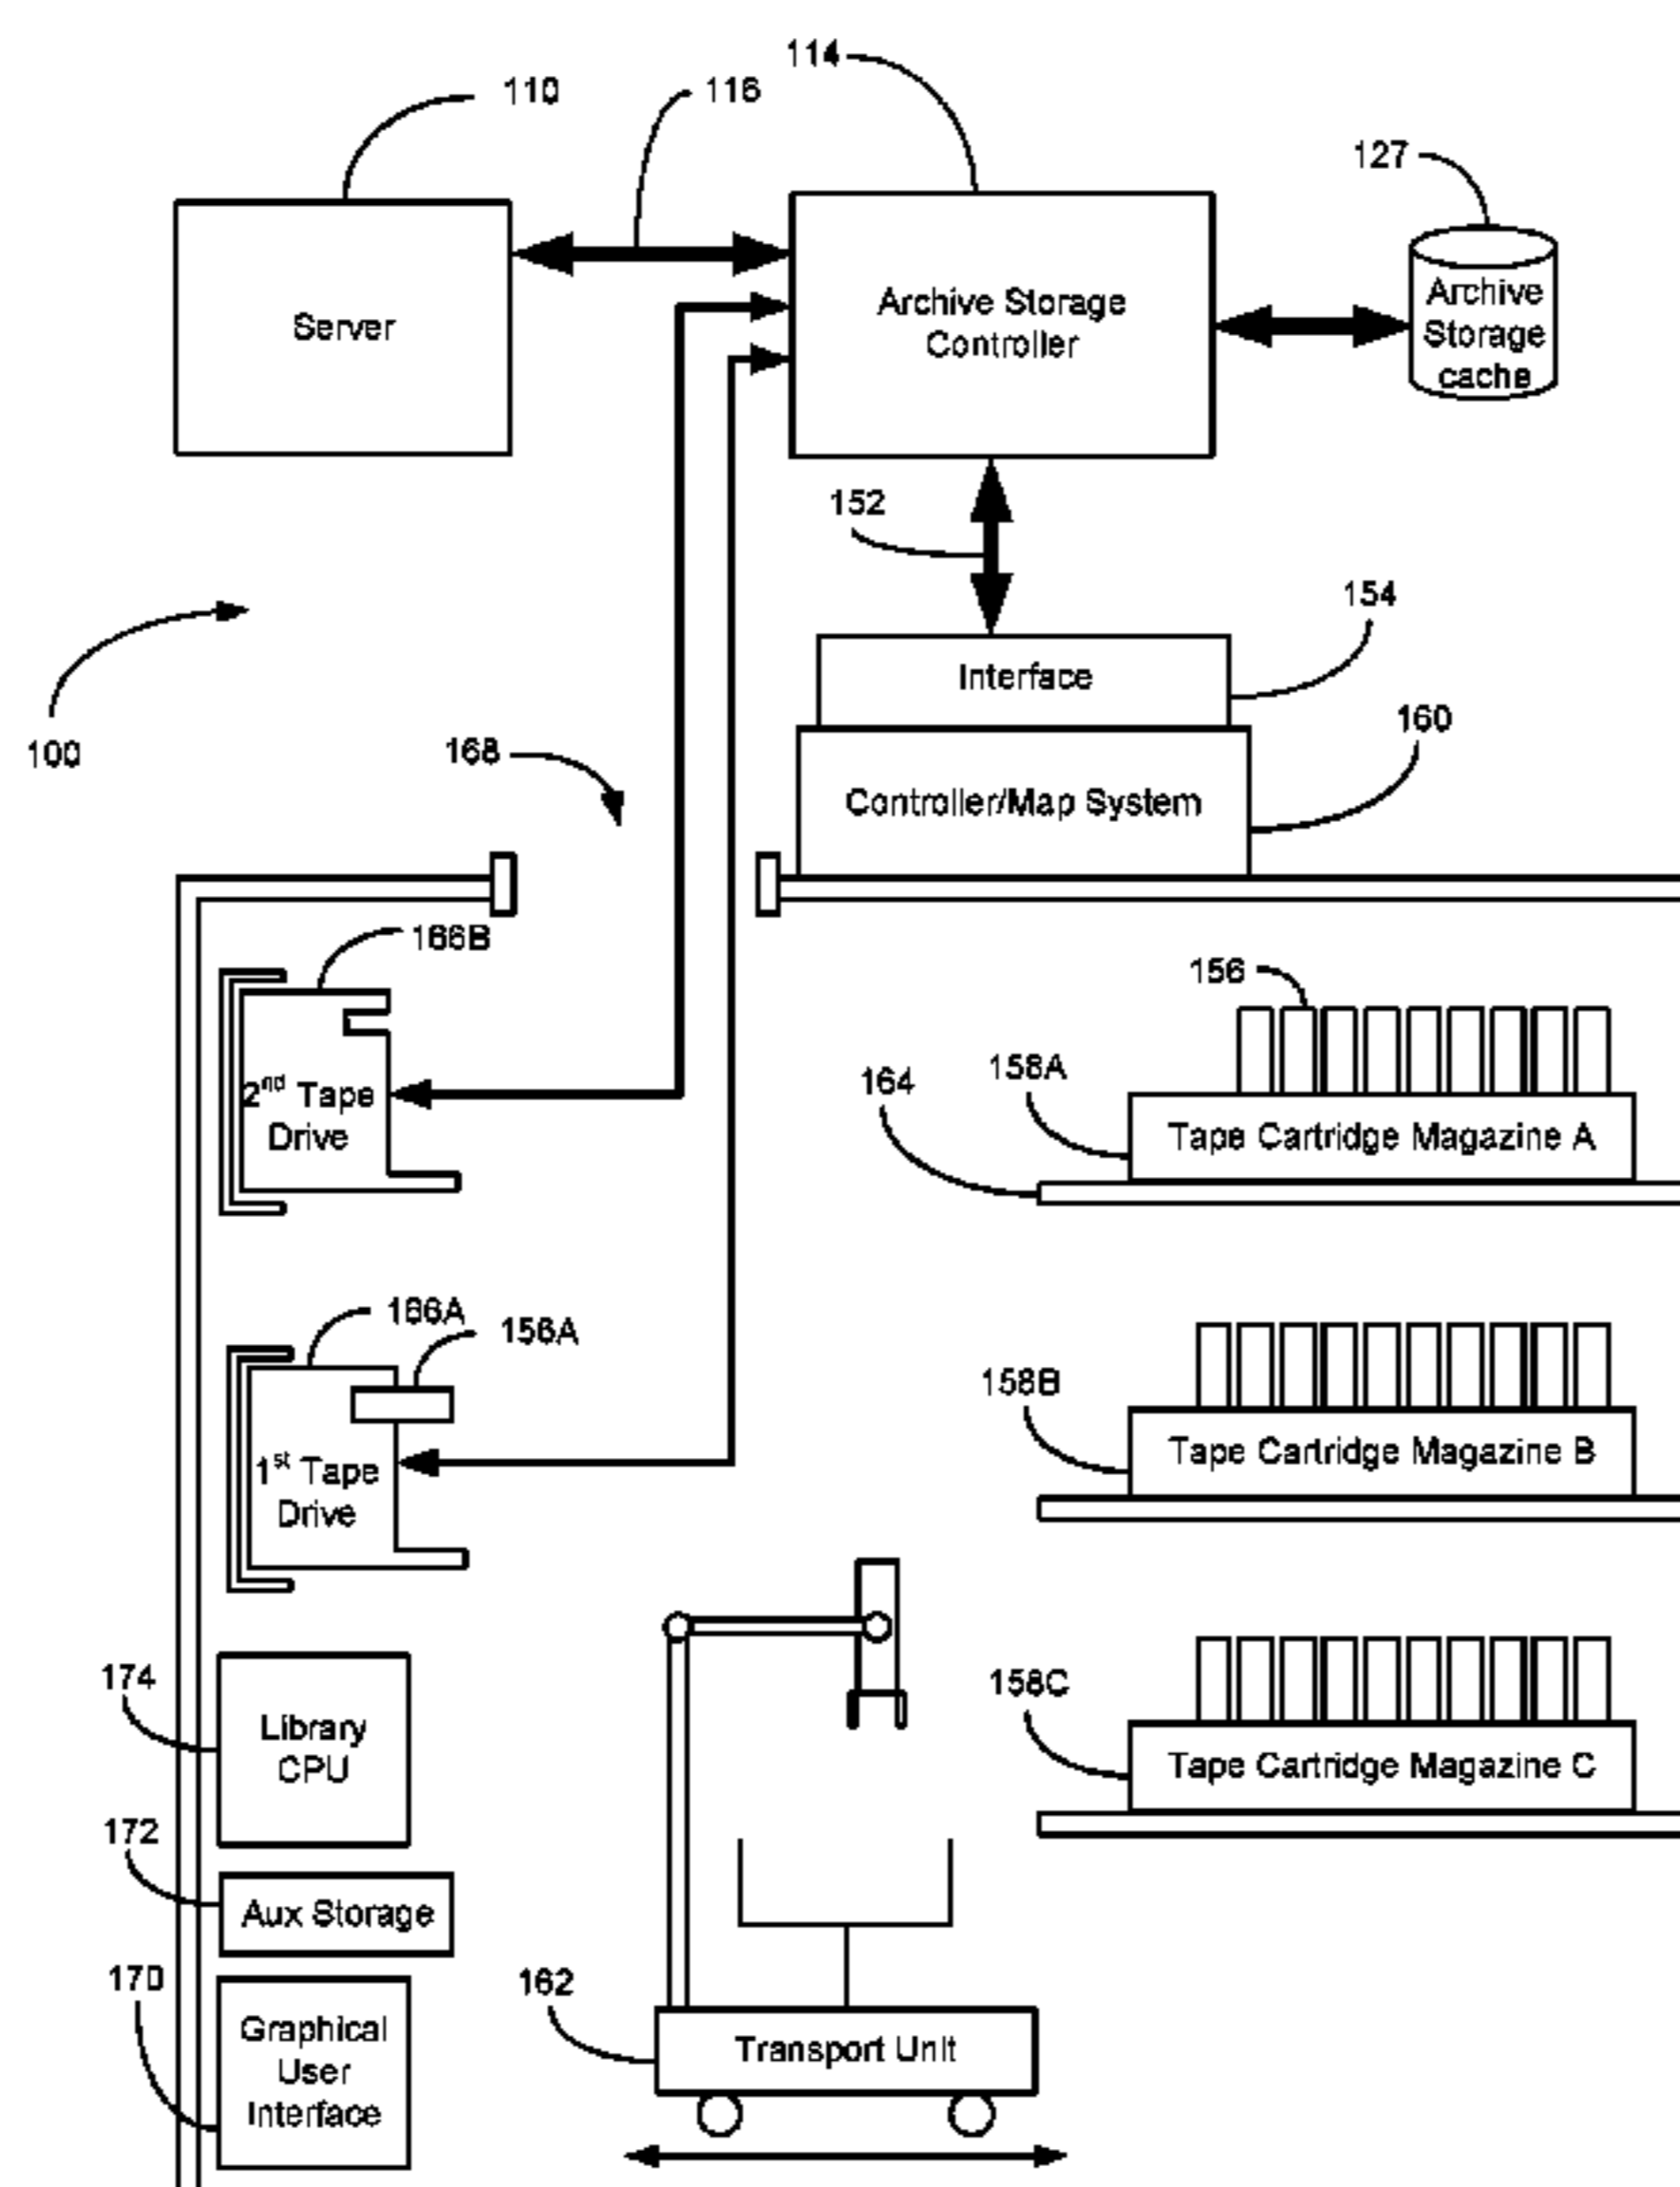 114
110
116
127
Server
Archive Storage
Controller
Archive
Storage
cache
152
154
Interface
100
168
160
Controller/Map System
166B
156
2nd Tape
Drive
164
158A
Tape Cartridge Magazine A
166A
156A
158B
Tape Cartridge Magazine B
1st Tape
Drive
174
Library
CPU
158C
Tape Cartridge Magazine C
172
Aux Storage
170
Graphical
User
Interface
162
Transport Unit